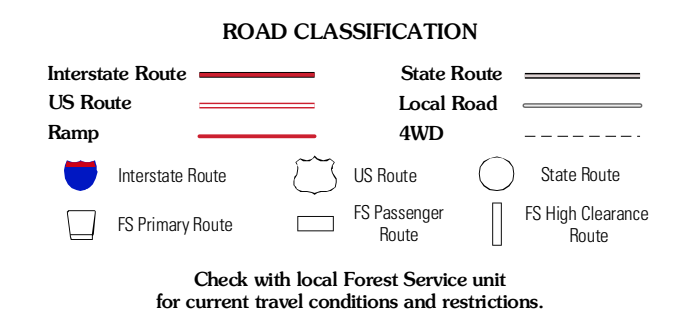 ROAD CLASSIFICATION
Interstate Route
State Route
US Route
Local Road
Ramp
4WD
Interstate Route
US Route
State Route
FS Primary Route
FS Passenger
Route
FS High Clearance
Route
Check with local Forest Service unit
for current travel conditions and restrictions.